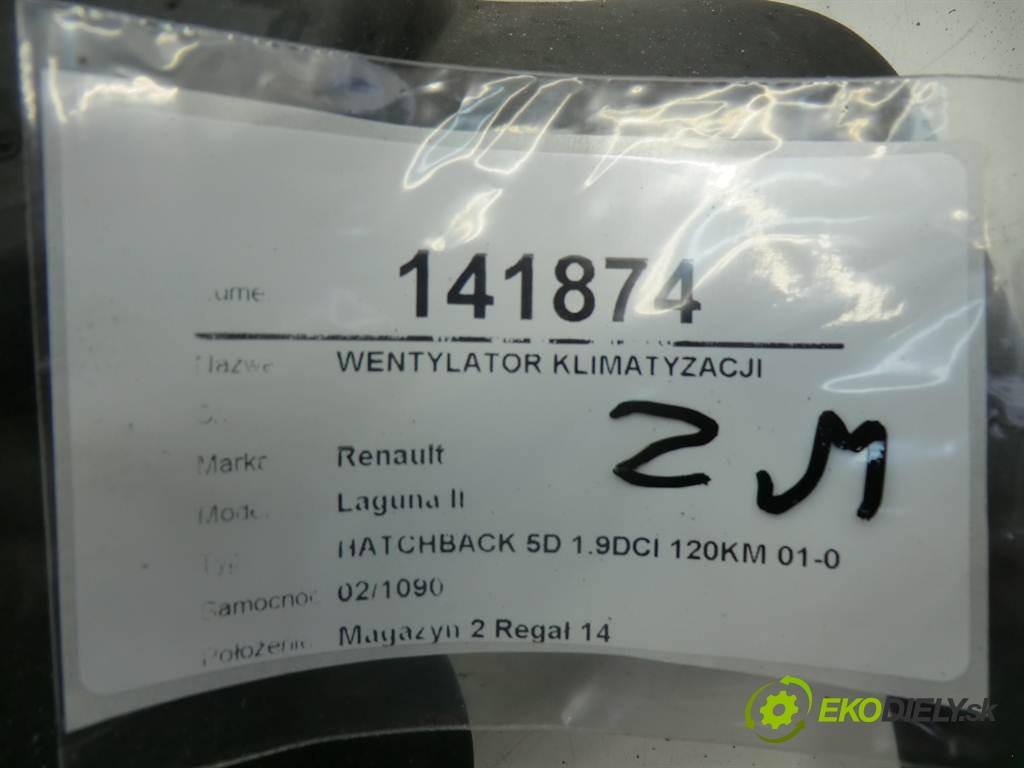 141874
WENTYLATOR KLIMATYZACJI
Marka Renault
Laguna II
HATCHBACK 5D 1.9DCI 120KM 01-0
02/1090
Magazyn 2 Regał 14
ZM
EKODIELY.sk